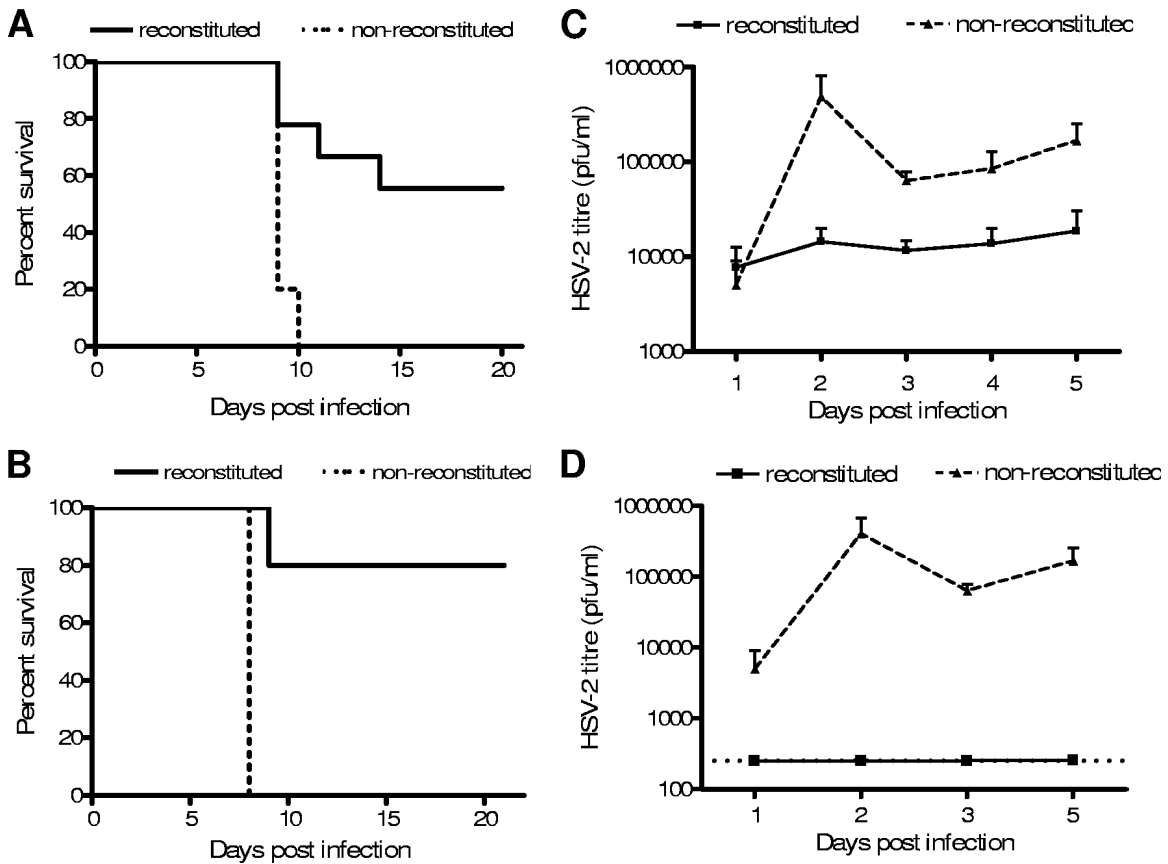 A
reconstituted
non-reconstituted
Percent survival
100
80
60
40
20
0
0 5 10 15 20
Days post infection
C
reconstituted
non-reconstituted
HSV-2 titre (pfu/ml)
1000000
100000
10000
1000
1 2 3 4 5
Days post infection
B
reconstituted
non-reconstituted
Percent survival
100
80
60
40
20
0
0 5 10 15 20
Days post infection
D
reconstituted
non-reconstituted
HSV-2 titre (pfu/ml)
1000000
100000
10000
1000
100
1 2 3 5
Days post infection